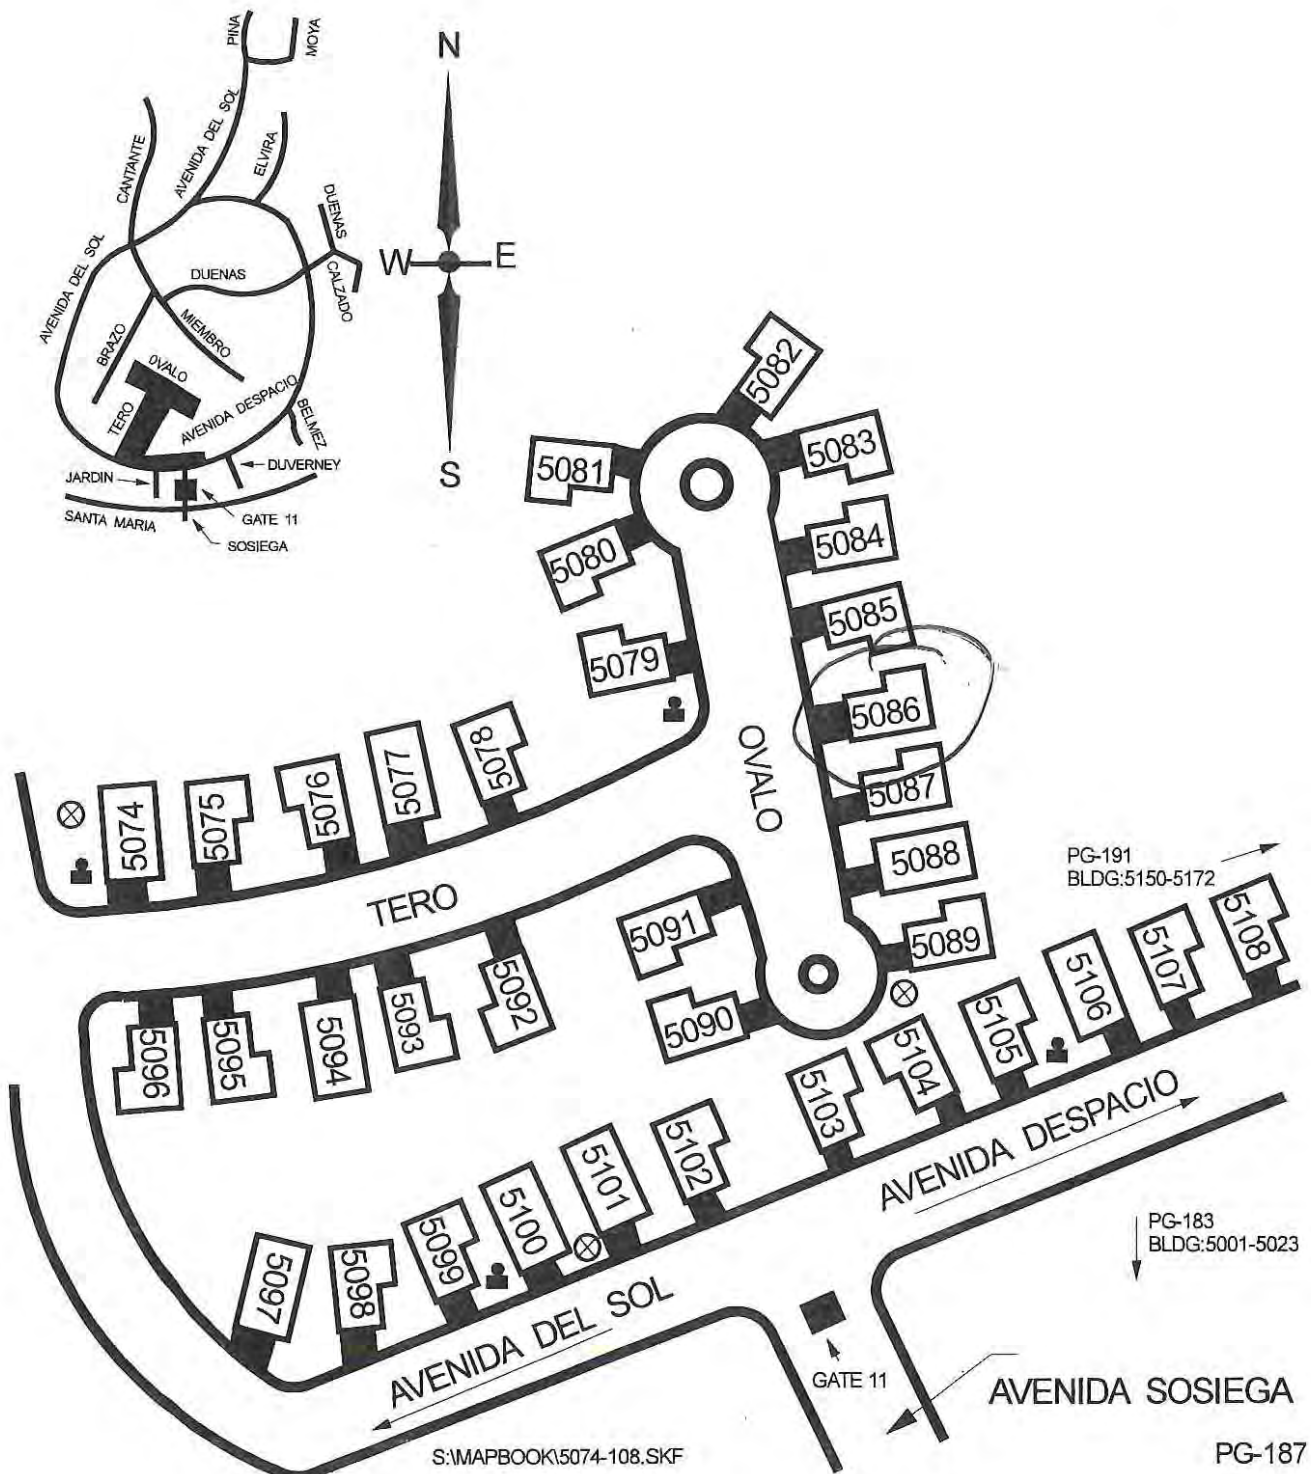 PINA
MOYA
AVENIDA DEL SOL
CANTANTE
ELVIRA
DUENAS
AVENIDA DEL SOL
DUENAS
CALZADO
BRAZO
MIEMBRO
OVALO
TERO
AVENIDA DESPACIO
BELMEZ
DUVERNEY
JARDIN
SANTA MARIA
GATE 11
SOSIEGA
N
W E
S
5082
5083
5081
5084
5080
5085
5079
5086
OVALO
5078
5077
5076
5075
5074
5087
5088
PG-191
BLDG:5150-5172
TERO
5091
5089
5108
5107
5106
5105
5104
5103
5090
5092
5093
5094
5095
5096
5102
5101
5100
5099
5098
5097
AVENIDA DESPACIO
PG-183
BLDG:5001-5023
AVENIDA DEL SOL
GATE 11
AVENIDA SOSIEGA
S:\MAPBOOK\5074-108.SKF
PG-187